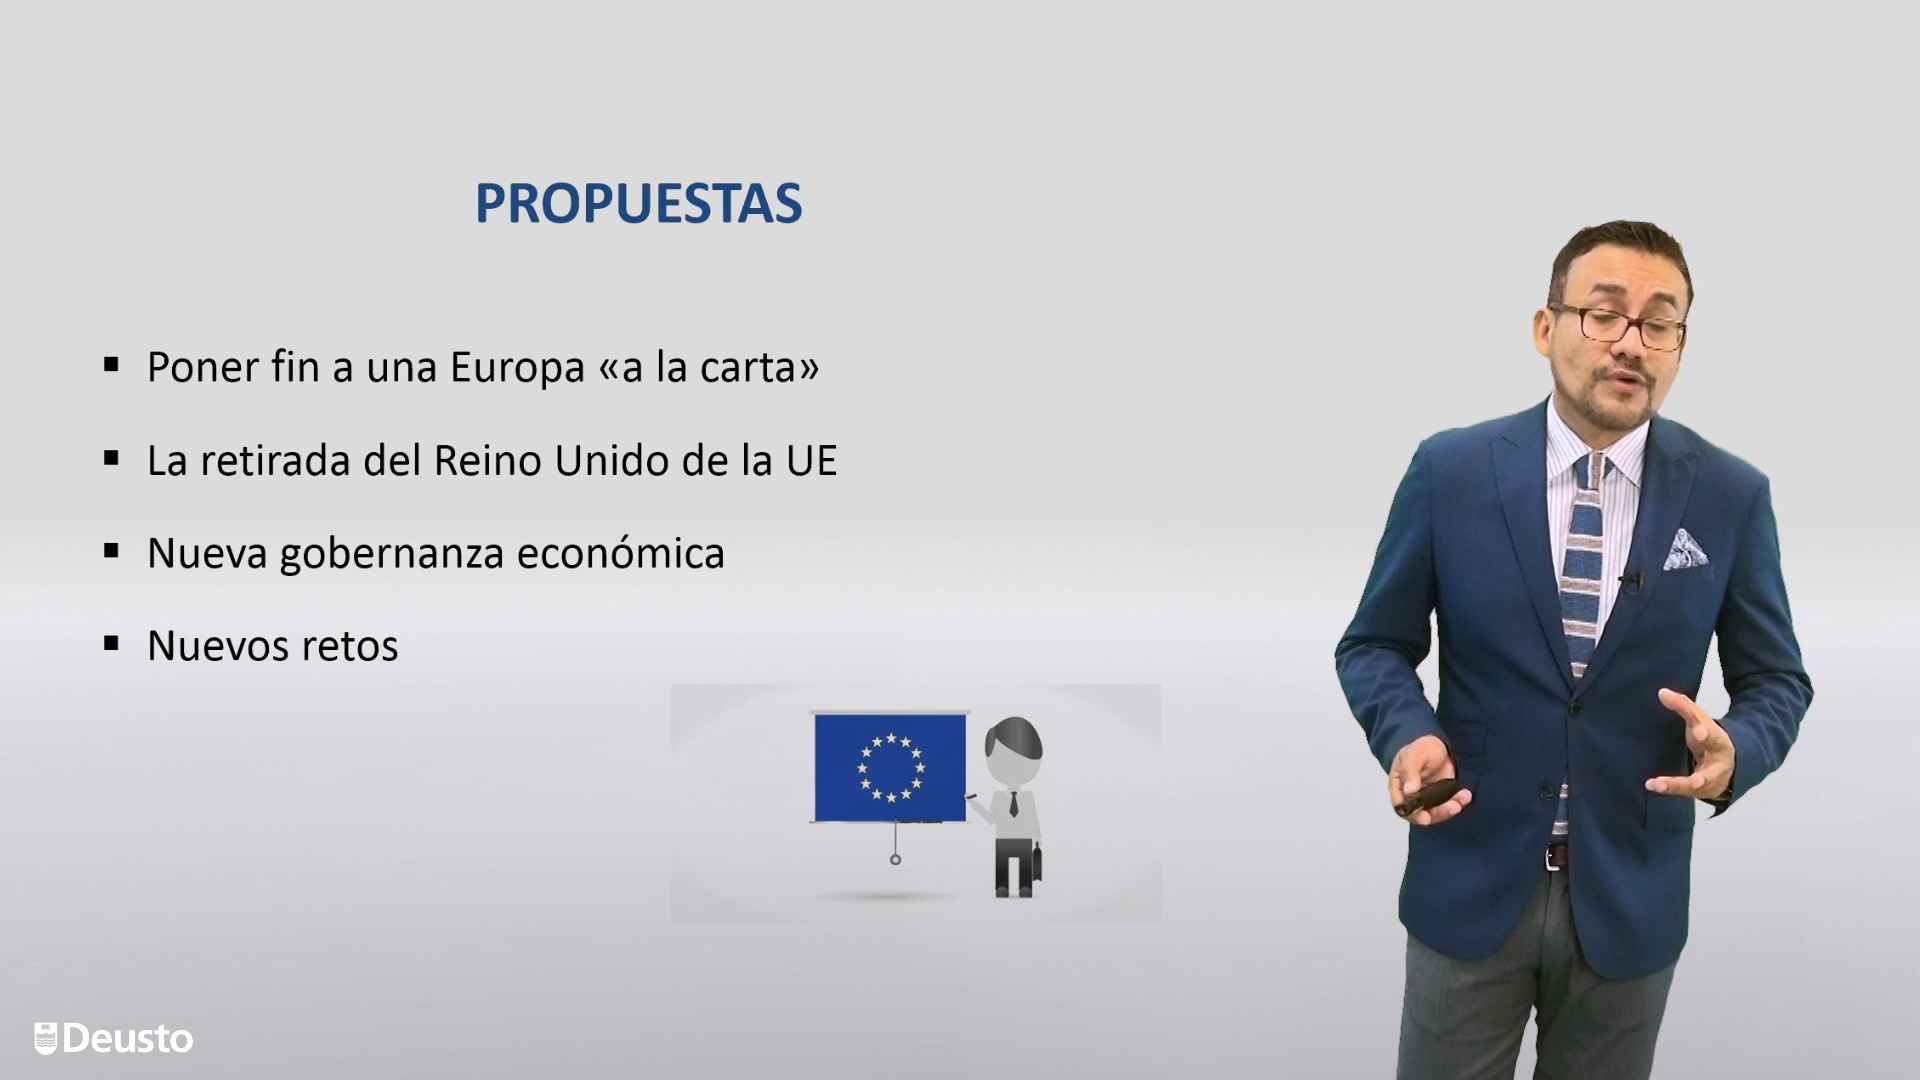 PROPUESTAS
▪ Poner fin a una Europa «a la carta»
▪ La retirada del Reino Unido de la UE
▪ Nueva gobernanza económica
▪ Nuevos retos
Deusto